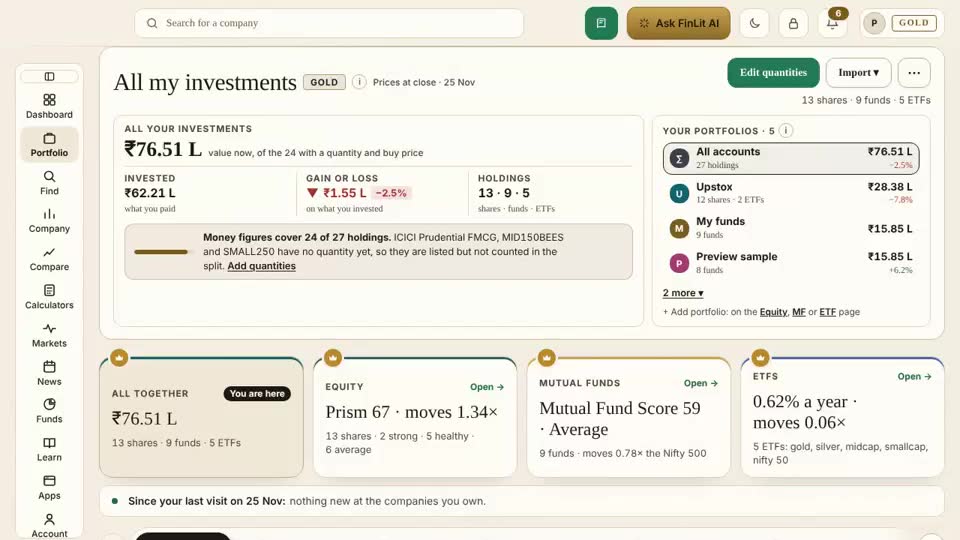 Search for a company
Ask FinLit AI
6
P
GOLD
Dashboard
Portfolio
Find
Company
Compare
Calculators
Markets
News
Funds
Learn
Apps
Account
All my investments
GOLD
i
Prices at close · 25 Nov
Edit quantities
Import ▾
···
13 shares · 9 funds · 5 ETFs
ALL YOUR INVESTMENTS
₹76.51 L value now, of the 24 with a quantity and buy price
INVESTED
₹62.21 L
what you paid
GAIN OR LOSS
▼ ₹1.55 L −2.5%
on what you invested
HOLDINGS
13 · 9 · 5
shares · funds · ETFs
Money figures cover 24 of 27 holdings. ICICI Prudential FMCG, MID150BEES
and SMALL250 have no quantity yet, so they are listed but not counted in the
split. Add quantities
YOUR PORTFOLIOS · 5 i
Σ All accounts ₹76.51 L
27 holdings −2.5%
U Upstox ₹28.38 L
12 shares · 2 ETFs −7.8%
M My funds ₹15.85 L
9 funds
P Preview sample ₹15.85 L
8 funds +6.2%
2 more ▾
+ Add portfolio: on the Equity, MF or ETF page
ALL TOGETHER You are here
₹76.51 L
13 shares · 9 funds · 5 ETFs
EQUITY Open →
Prism 67 · moves 1.34×
13 shares · 2 strong · 5 healthy ·
6 average
MUTUAL FUNDS Open →
Mutual Fund Score 59
· Average
9 funds · moves 0.78× the Nifty 500
ETFS Open →
0.62% a year ·
moves 0.06×
5 ETFs: gold, silver, midcap, smallcap,
nifty 50
Since your last visit on 25 Nov: nothing new at the companies you own.